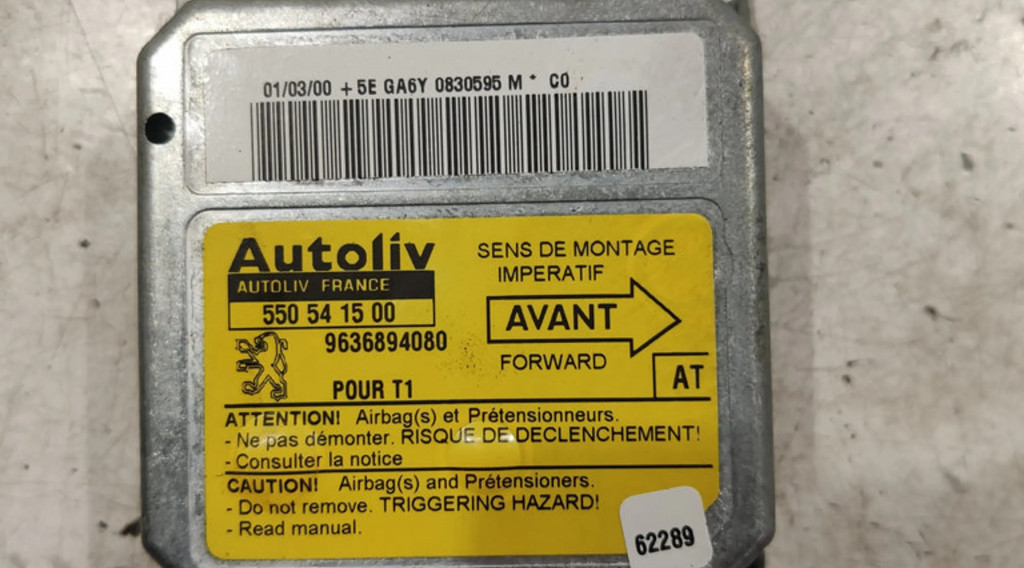 01/03/00 + 5E GA6Y 0830595 M * C0
Autoliv
AUTOLIV FRANCE
550 54 15 00
9636894080
POUR T1
SENS DE MONTAGE
IMPERATIF
AVANT
FORWARD
AT
ATTENTION! Airbag(s) et Prétensionneurs.
- Ne pas démonter. RISQUE DE DECLENCHEMENT!
- Consulter la notice
CAUTION! Airbag(s) and Prétensioners.
- Do not remove. TRIGGERING HAZARD!
- Read manual.
62289